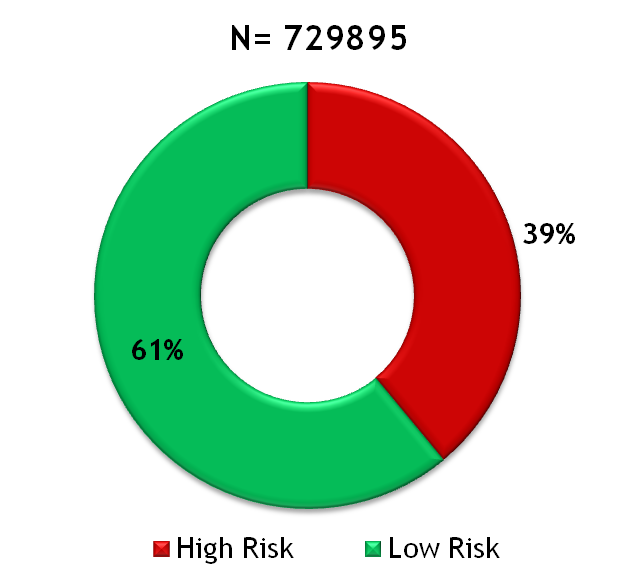 N= 729895
39%
61%
High Risk
Low Risk